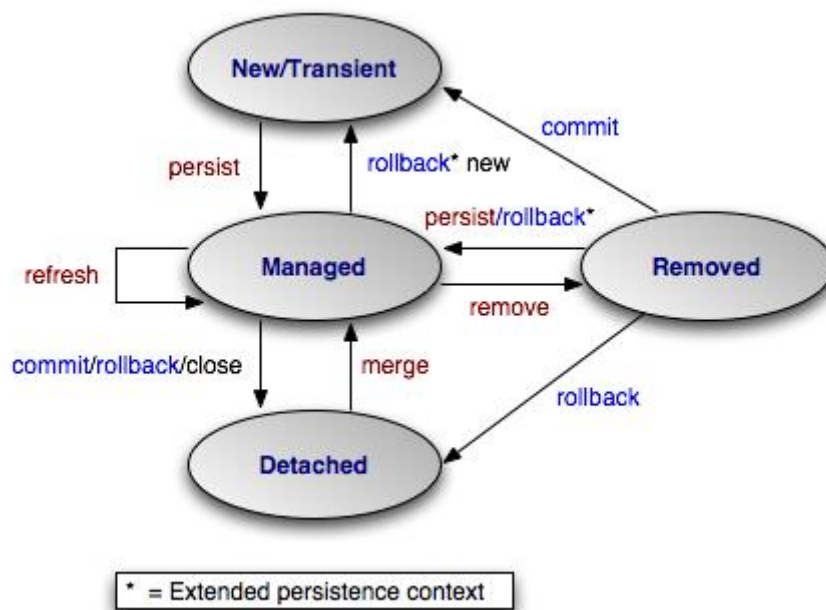 New/Transient
commit
persist
rollback* new
persist/rollback*
Managed
Removed
refresh
remove
commit/rollback/close
merge
rollback
Detached
* = Extended persistence context